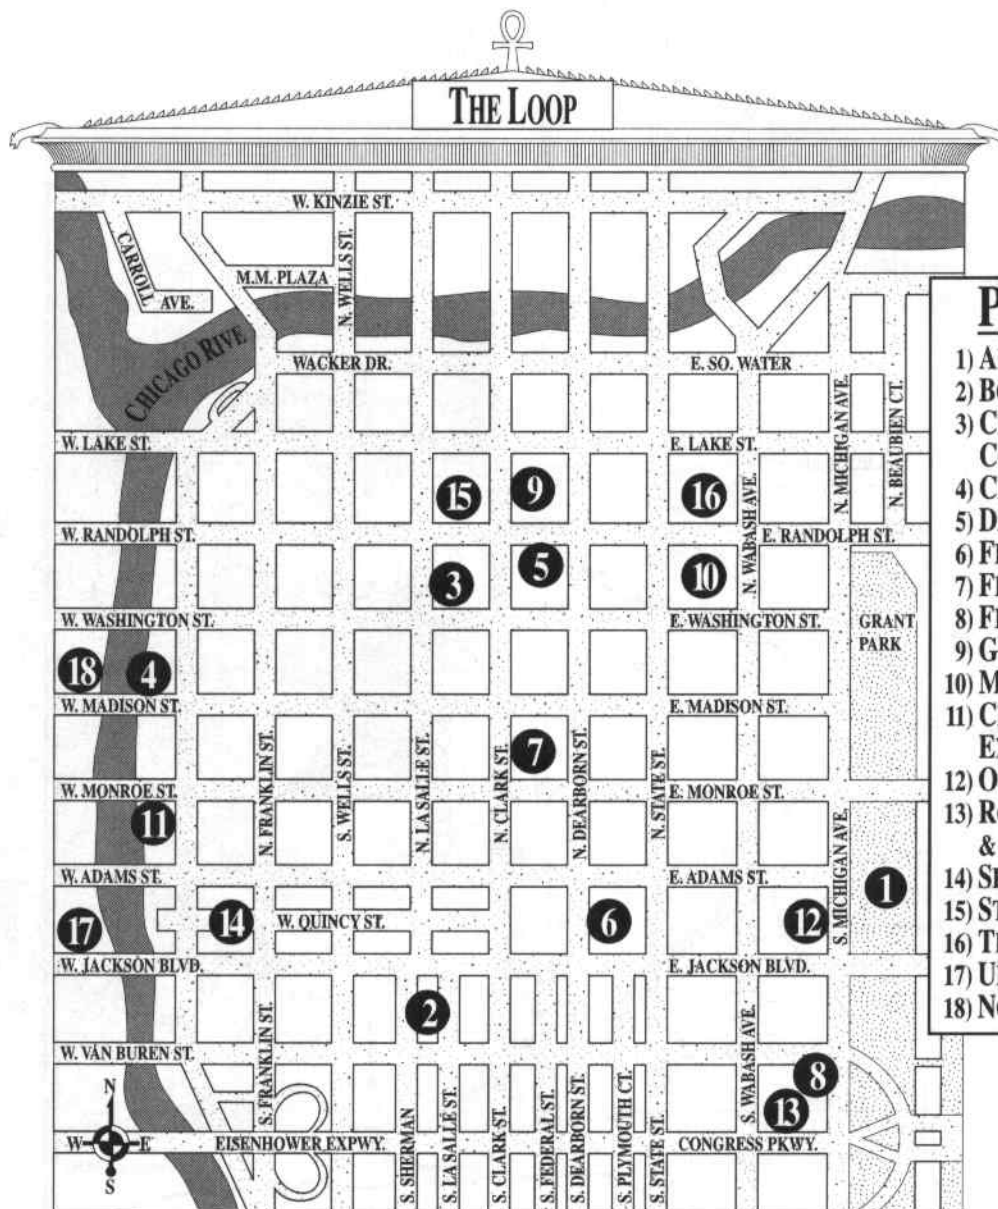 THE LOOP
W. KINZIE ST.
CARROLL
AVE.
M.M. PLAZA
N. WELLS ST.
CHICAGO RIVE
WACKER DR.
E. SO. WATER
N. MICHIGAN AVE.
N. BEAUBIEN CT.
W. LAKE ST.
E. LAKE ST.
15
9
16
N. WABASH AVE.
W. RANDOLPH ST.
E. RANDOLPH ST.
3
5
10
W. WASHINGTON ST.
E. WASHINGTON ST.
GRANT
PARK
18
4
W. MADISON ST.
E. MADISON ST.
N. FRANKLIN ST.
S. WELLS ST.
N. LA SALLE ST.
N. CLARK ST.
7
N. DEARBORN ST.
N. STATE ST.
W. MONROE ST.
E. MONROE ST.
11
S. MICHIGAN AVE.
W. ADAMS ST.
E. ADAMS ST.
17
14
W. QUINCY ST.
6
12
1
W. JACKSON BLVD.
E. JACKSON BLVD.
2
S. FRANKLIN ST.
S. WABASH AVE.
W. VAN BUREN ST.
8
13
N
W
E
S
EISENHOWER EXPWY.
CONGRESS PKWY.
S. SHERMAN
S. LA SALLE ST.
S. CLARK ST.
S. FEDERAL ST.
S. DEARBORN ST.
S. PLYMOUTH CT.
S. STATE ST.
P
1) A
2) B
3) C
C
4) C
5) D
6) F
7) F
8) F
9) G
10) M
11) C
E
12) O
13) R
&
14) S
15) S
16) T
17) U
18) N